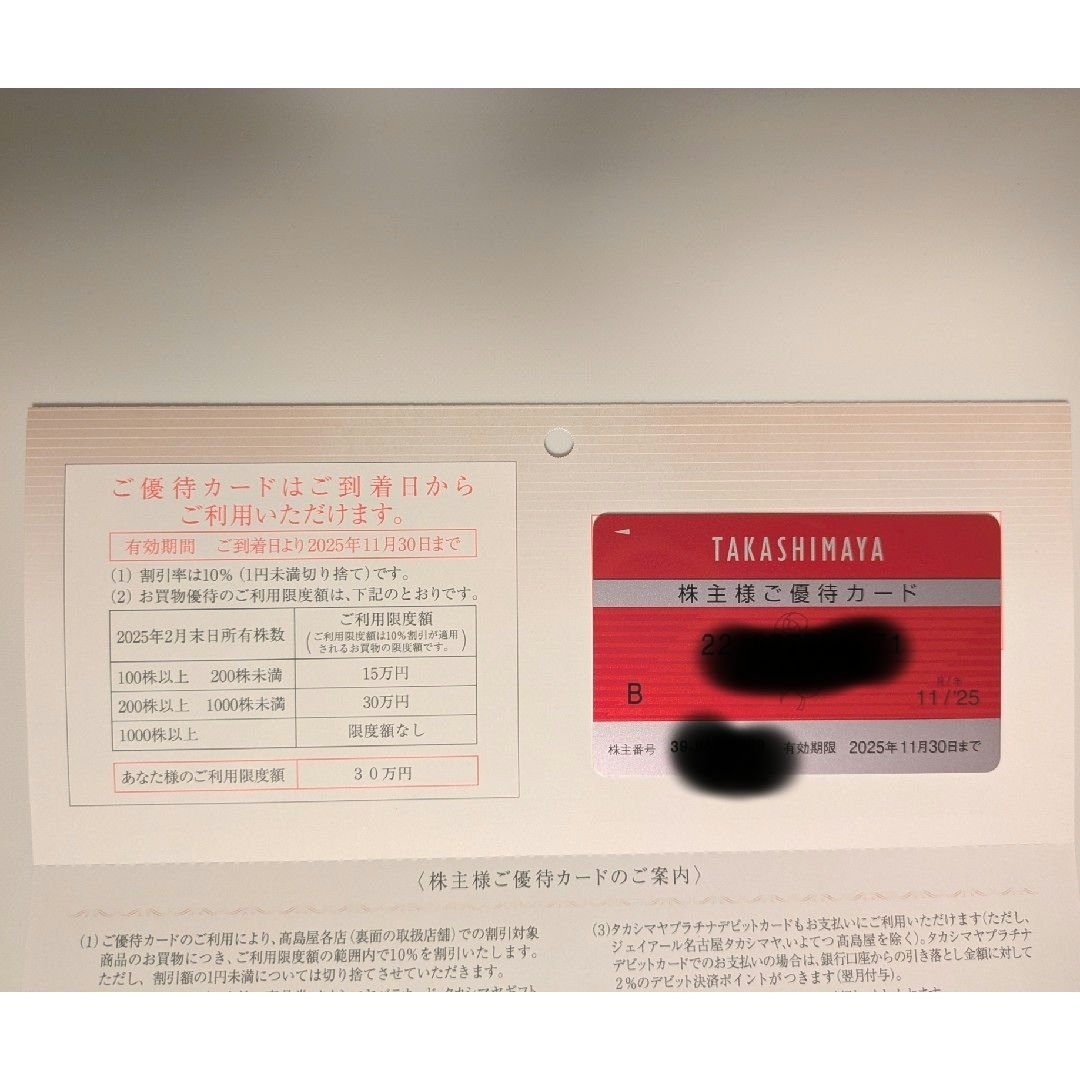 ご優待カードはご到着日から
ご利用いただけます。
有効期間 ご到着日より2025年11月30日まで
(1) 割引率は10% (1円未満切り捨て)です。
(2) お買物優待のご利用限度額は、下記のとおりです。
2025年2月末日所有株数
ご利用限度額
(ご利用限度額は10%割引が適用
されるお買物の限度額です。)
100株以上 200株未満
15万円
200株以上 1000株未満
30万円
1000株以上
限度額なし
あなた様のご利用限度額
30万円
TAKASHIMAYA
株主様ご優待カード
22
1
B
月/年
11/'25
株主番号 39-
有効期限 2025年11月30日まで
〈株主様ご優待カードのご案内〉
(1)ご優待カードのご利用により、髙島屋各店(裏面の取扱店舗)での割引対象
商品のお買物につき、ご利用限度額の範囲内で10%を割引いたします。
ただし、割引額の1円未満については切り捨てさせていただきます。
(3)タカシマヤプラチナデビットカードもお支払いにご利用いただけます(ただし、
ジェイアール名古屋タカシマヤ、いよてつ髙島屋を除く)。タカシマヤプラチナ
デビットカードでのお支払いの場合は、銀行口座からの引き落とし金額に対して
2%のデビット決済ポイントがつきます(翌月付与)。